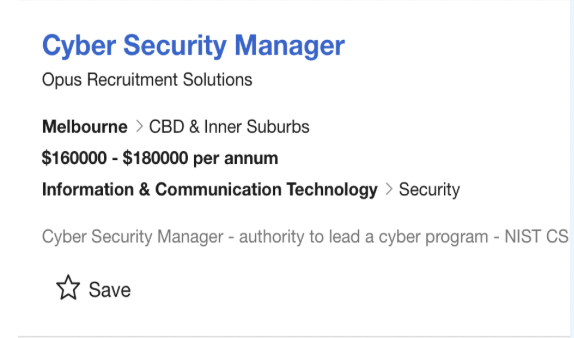 Cyber Security Manager
Opus Recruitment Solutions
Melbourne > CBD & Inner Suburbs
$160000 - $180000 per annum
Information & Communication Technology > Security
Cyber Security Manager - authority to lead a cyber program - NIST CS
Save